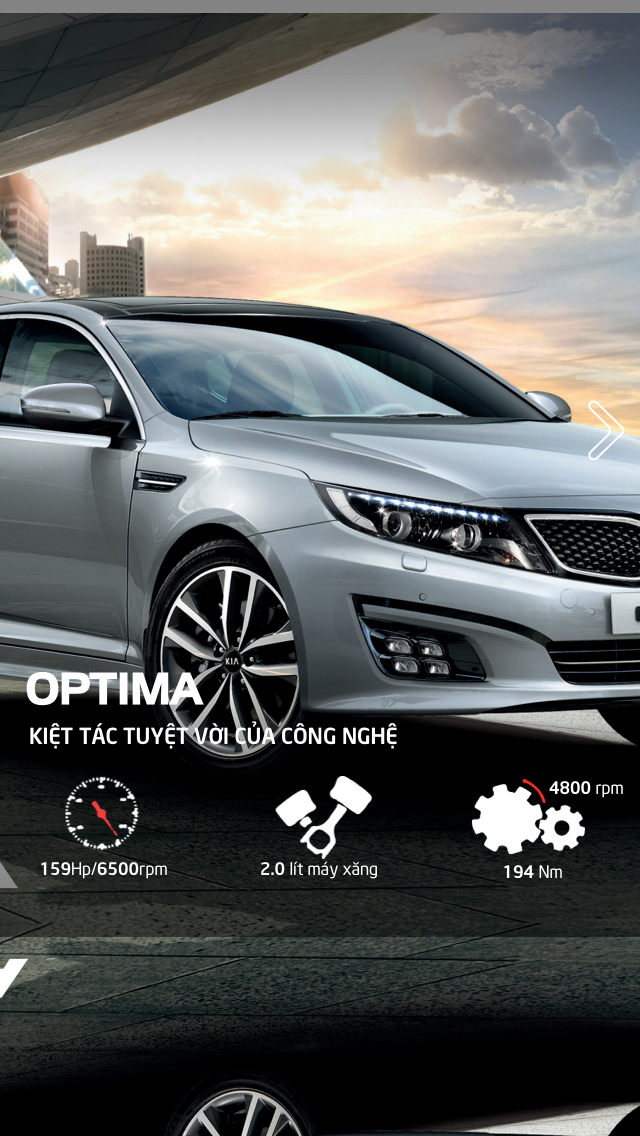 KIA
OPTIMA
KIỆT TÁC TUYỆT VỜI CỦA CÔNG NGHỆ
4800 rpm
159Hp/6500rpm
2.0 lít máy xăng
194 Nm